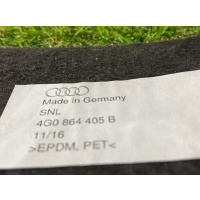 Made in Germany
SNL
4G0 864 405 B
11/16
>EPDM, PET<